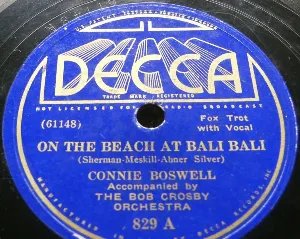 DECCA
TRADE MARK REGISTERED
NOT LICENSED FOR RADIO BROADCAST
(61148)
Fox Trot
with Vocal
ON THE BEACH AT BALI BALI
(Sherman-Meskill-Abner Silver)
CONNIE BOSWELL
Accompanied by
THE BOB CROSBY
ORCHESTRA
829 A